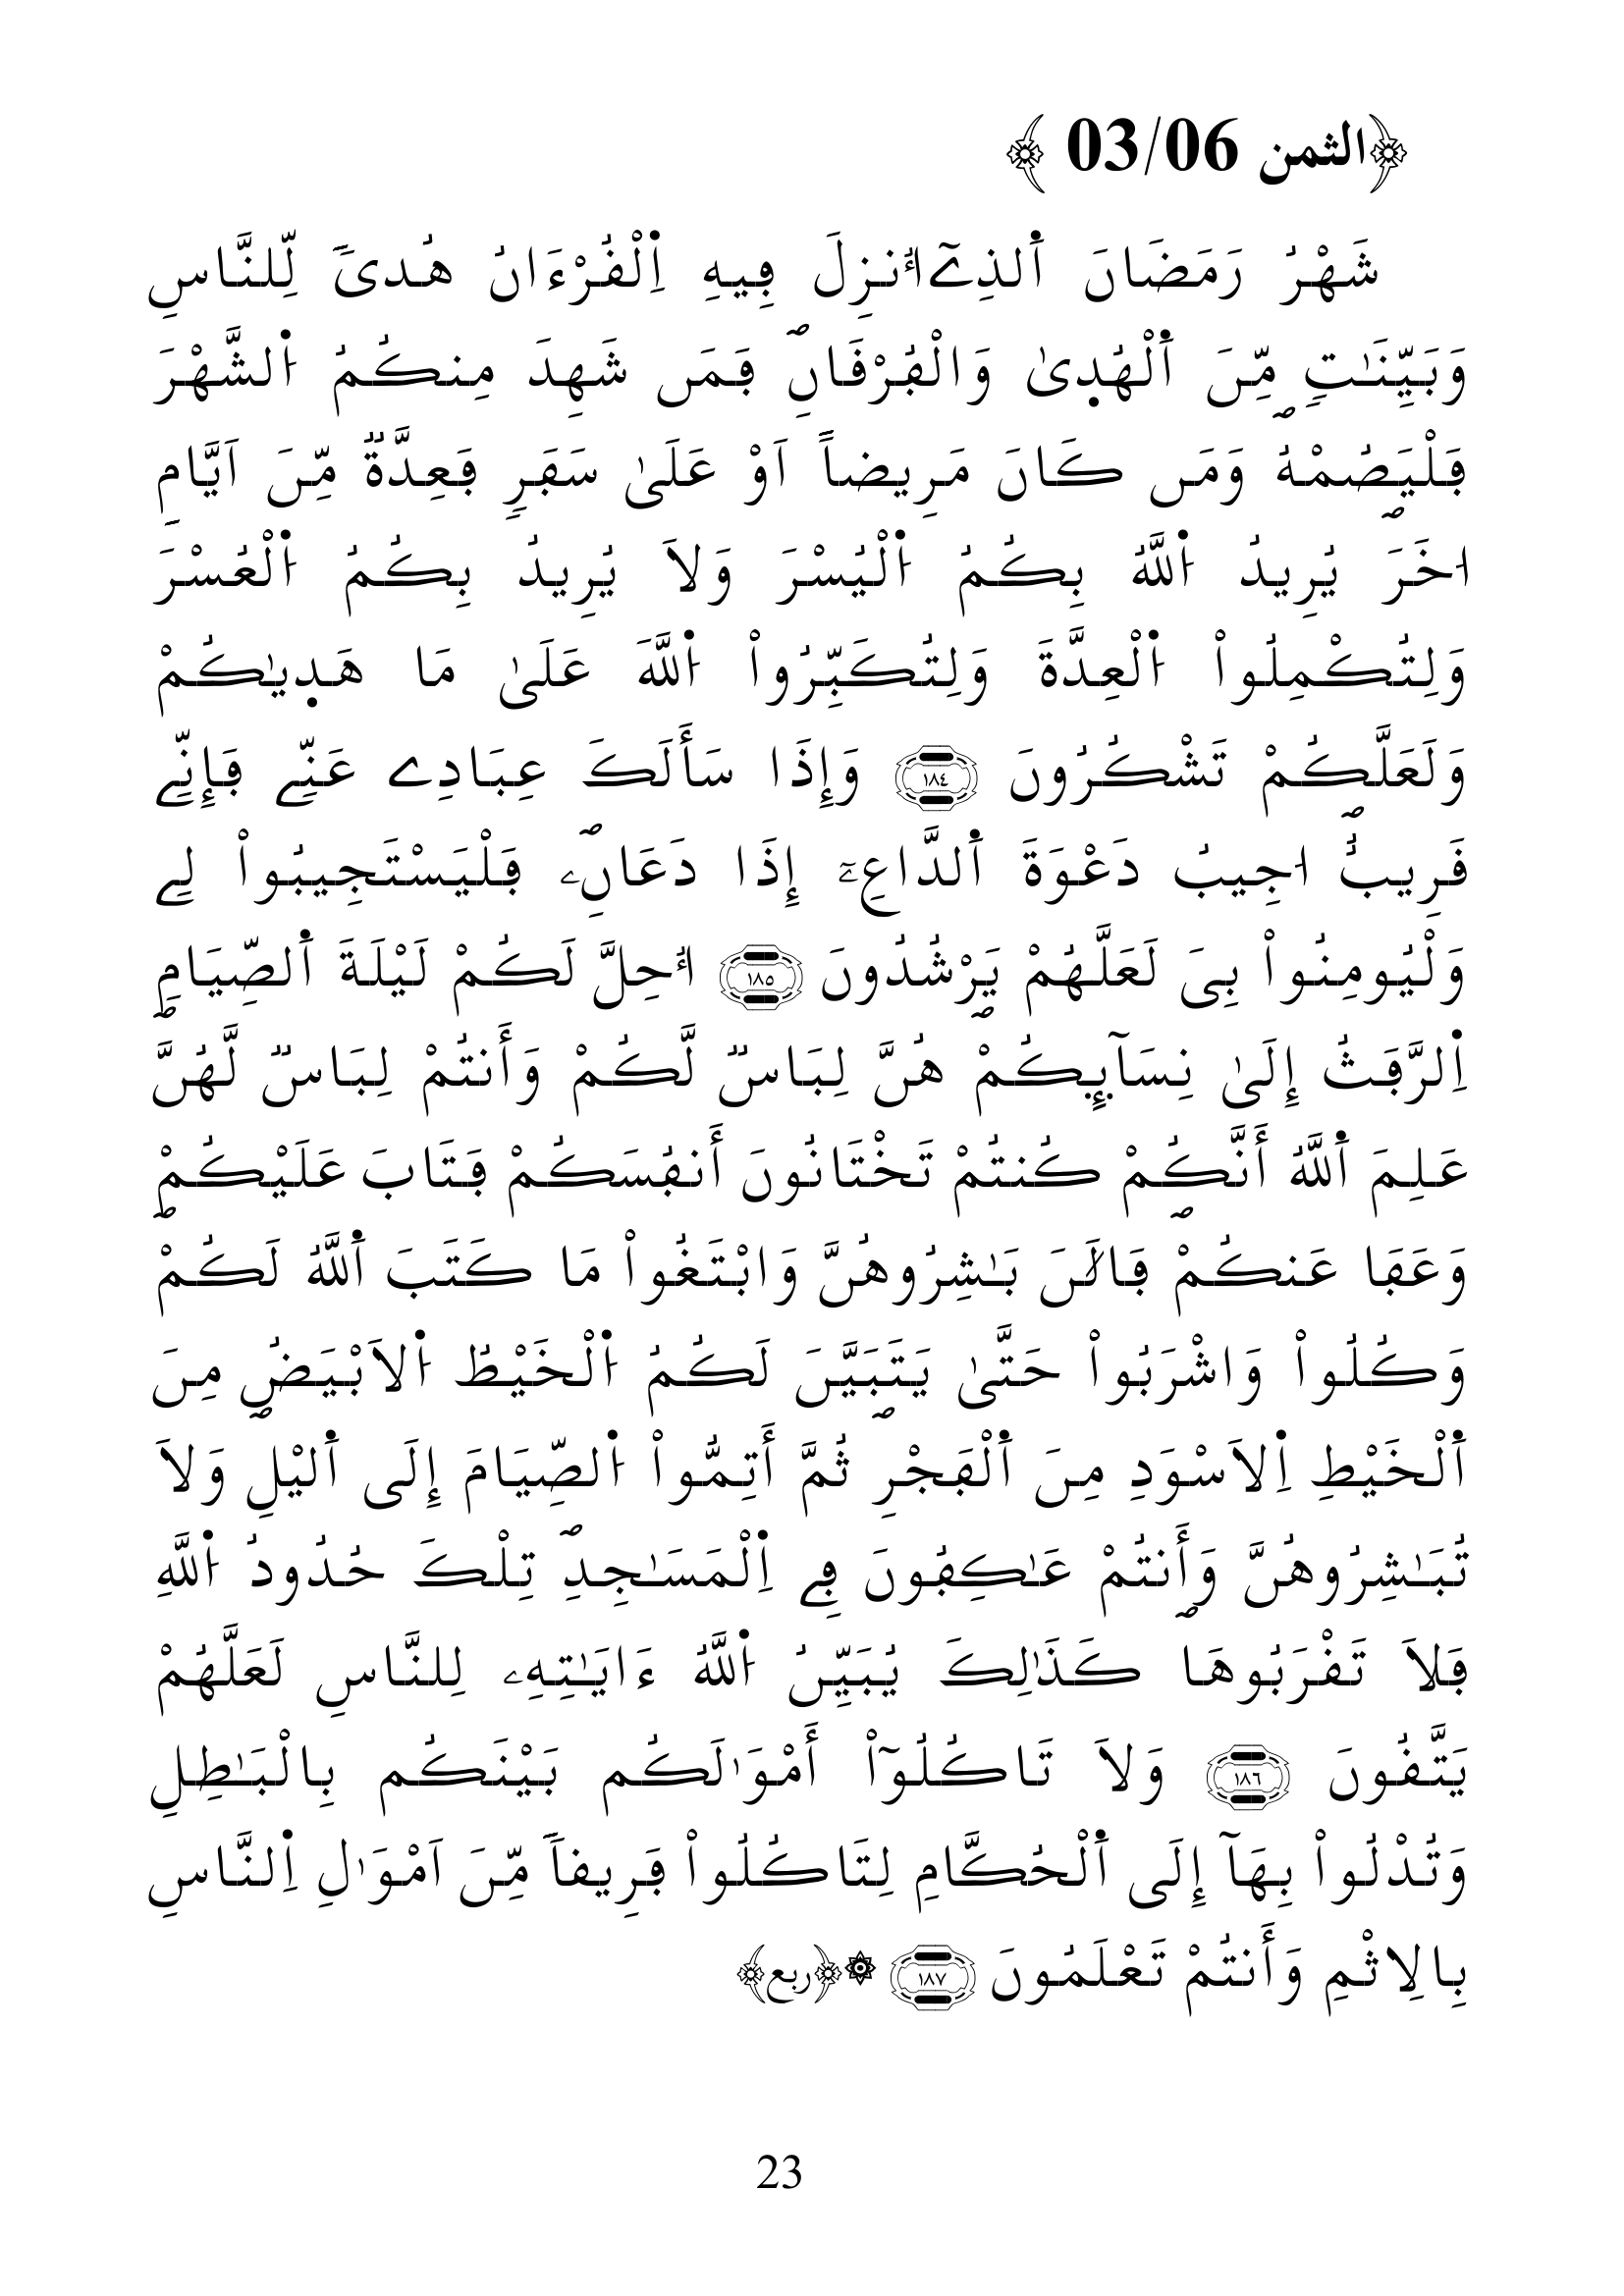 ﴿الثمن 03/06 ﴾
شَهْرُ رَمَضَانَ اَ۬لذِےٓ أُنزِلَ فِيهِ اِ۬لْقُرْءَانُ هُدىٗ لِّلنَّاسِ
وَبَيِّنَٰتٖ مِّنَ اَ۬لْهُد۪يٰ وَالْفُرْقَانِۖ فَمَن شَهِدَ مِنكُمُ اُ۬لشَّهْرَ
فَلْيَصُمْهُۖ وَمَن كَانَ مَرِيضاً اَوْ عَلَىٰ سَفَرٖ فَعِدَّةٞ مِّنَ اَيَّامٍ
اُخَرَ يُرِيدُ اُ۬للَّهُ بِكُمُ اُ۬لْيُسْرَ وَلَا يُرِيدُ بِكُمُ اُ۬لْعُسْرَ
وَلِتُكْمِلُواْ اُ۬لْعِدَّةَ وَلِتُكَبِّرُواْ اُ۬للَّهَ عَلَىٰ مَا هَد۪يٰكُمْ
وَلَعَلَّكُمْ تَشْكُرُونَۖ ١٨٤ وَإِذَا سَأَلَكَ عِبَادِے عَنِّے فَإِنِّے
قَرِيبٌ اُجِيبُ دَعْوَةَ اَ۬لدَّاعِۦٓ إِذَا دَعَانِۦۖ فَلْيَسْتَجِيبُواْ لِے
وَلْيُومِنُواْ بِىَ لَعَلَّهُمْ يَرْشُدُونَۖ ١٨٥ أُحِلَّ لَكُمْ لَيْلَةَ اَ۬لصِّيَامِ
اِ۬لرَّفَثُ إِلَىٰ نِسَآئِكُمْۖ هُنَّ لِبَاسٞ لَّكُمْ وَأَنتُمْ لِبَاسٞ لَّهُنَّۖ
عَلِمَ اَ۬للَّهُ أَنَّكُمْ كُنتُمْ تَخْتَانُونَ أَنفُسَكُمْ فَتَابَ عَلَيْكُمْ
وَعَفَا عَنكُمْۖ فَالَٰنَ بَٰشِرُوهُنَّ وَابْتَغُواْ مَا كَتَبَ اَ۬للَّهُ لَكُمْۖ
وَكُلُواْ وَاشْرَبُواْ حَتَّىٰ يَتَبَيَّنَ لَكُمُ اُ۬لْخَيْطُ اُ۬لَابْيَضُ مِنَ
اَ۬لْخَيْطِ اِ۬لَاسْوَدِ مِنَ اَ۬لْفَجْرِۖ ثُمَّ أَتِمُّواْ اُ۬لصِّيَامَ إِلَى اَ۬ليْلِۖ وَلَا
تُبَٰشِرُوهُنَّ وَأَنتُمْ عَٰكِفُونَ فِے اِ۬لْمَسَٰجِدِۖ تِلْكَ حُدُودُ اُ۬للَّهِ
فَلَا تَقْرَبُوهَاۖ كَذَٰلِكَ يُبَيِّنُ اُ۬للَّهُ ءَايَٰتِهِۦ لِلنَّاسِ لَعَلَّهُمْ
يَتَّقُونَ ١٨٦ وَلَا تَاكُلُوٓاْ أَمْوَٰلَكُم بَيْنَكُم بِالْبَٰطِلِ
وَتُدْلُواْ بِهَآ إِلَى اَ۬لْحُكَّامِ لِتَاكُلُواْ فَرِيقاٗ مِّنَ اَمْوَٰلِ اِ۬لنَّاسِ
بِالِاثْمِ وَأَنتُمْ تَعْلَمُونَ ١٨٧ ۞﴿ربع﴾
23